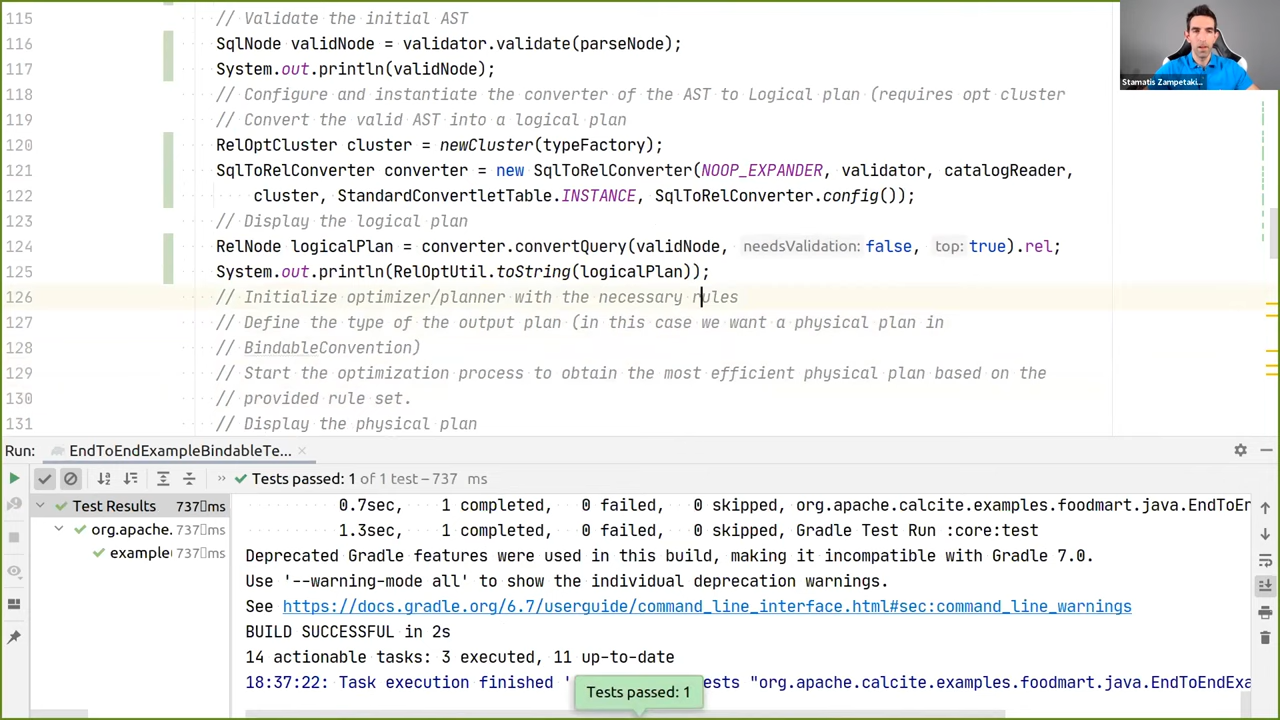 115 // Validate the initial AST
116 SqlNode validNode = validator.validate(parseNode);
117 System.out.println(validNode);
118 // Configure and instantiate the converter of the AST to Logical plan (requires opt cluster
119 // Convert the valid AST into a logical plan
120 RelOptCluster cluster = newCluster(typeFactory);
121 SqlToRelConverter converter = new SqlToRelConverter(NOOP_EXPANDER, validator, catalogReader,
122 cluster, StandardConvertletTable.INSTANCE, SqlToRelConverter.config());
123 // Display the logical plan
124 RelNode logicalPlan = converter.convertQuery(validNode, needsValidation: false, top: true).rel;
125 System.out.println(RelOptUtil.toString(logicalPlan));
126 // Initialize optimizer/planner with the necessary rules
127 // Define the type of the output plan (in this case we want a physical plan in
128 // BindableConvention)
129 // Start the optimization process to obtain the most efficient physical plan based on the
130 // provided rule set.
131 // Display the physical plan
Stamatis Zampetaki...
Run: EndToEndExampleBindableTe...
Tests passed: 1 of 1 test – 737 ms
Test Results 737 ms
org.apache. 737 ms
example 737 ms
0.7sec, 1 completed, 0 failed, 0 skipped, org.apache.calcite.examples.foodmart.java.EndToEn
1.3sec, 1 completed, 0 failed, 0 skipped, Gradle Test Run :core:test
Deprecated Gradle features were used in this build, making it incompatible with Gradle 7.0.
Use '--warning-mode all' to show the individual deprecation warnings.
See https://docs.gradle.org/6.7/userguide/command_line_interface.html#sec:command_line_warnings
BUILD SUCCESSFUL in 2s
14 actionable tasks: 3 executed, 11 up-to-date
18:37:22: Task execution finished ' ests "org.apache.calcite.examples.foodmart.java.EndToEndExa
Tests passed: 1